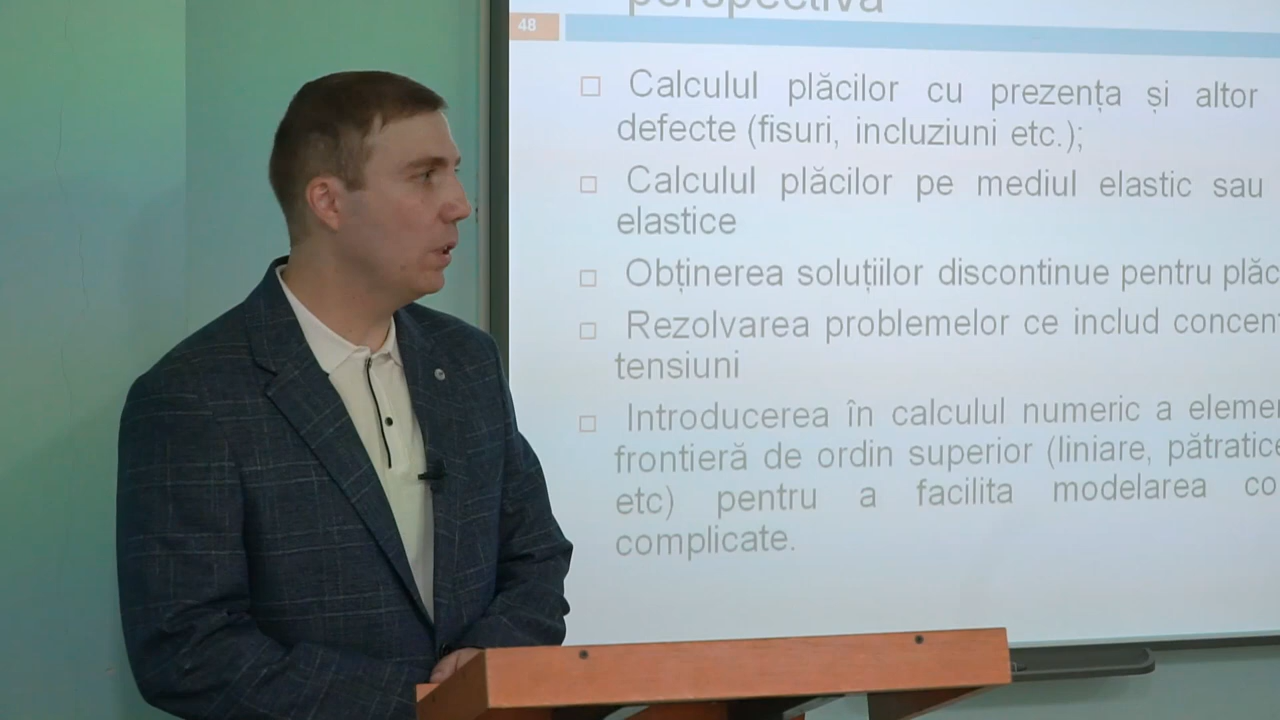 perspectivă
48
Calculul plăcilor cu prezența și altor
defecte (fisuri, incluziuni etc.);
Calculul plăcilor pe mediul elastic sau
elastice
Obținerea soluțiilor discontinue pentru
Rezolvarea problemelor ce includ
tensiuni
Introducerea în calculul numeric a
frontieră de ordin superior (liniare,
etc) pentru a facilita modelarea
complicate.